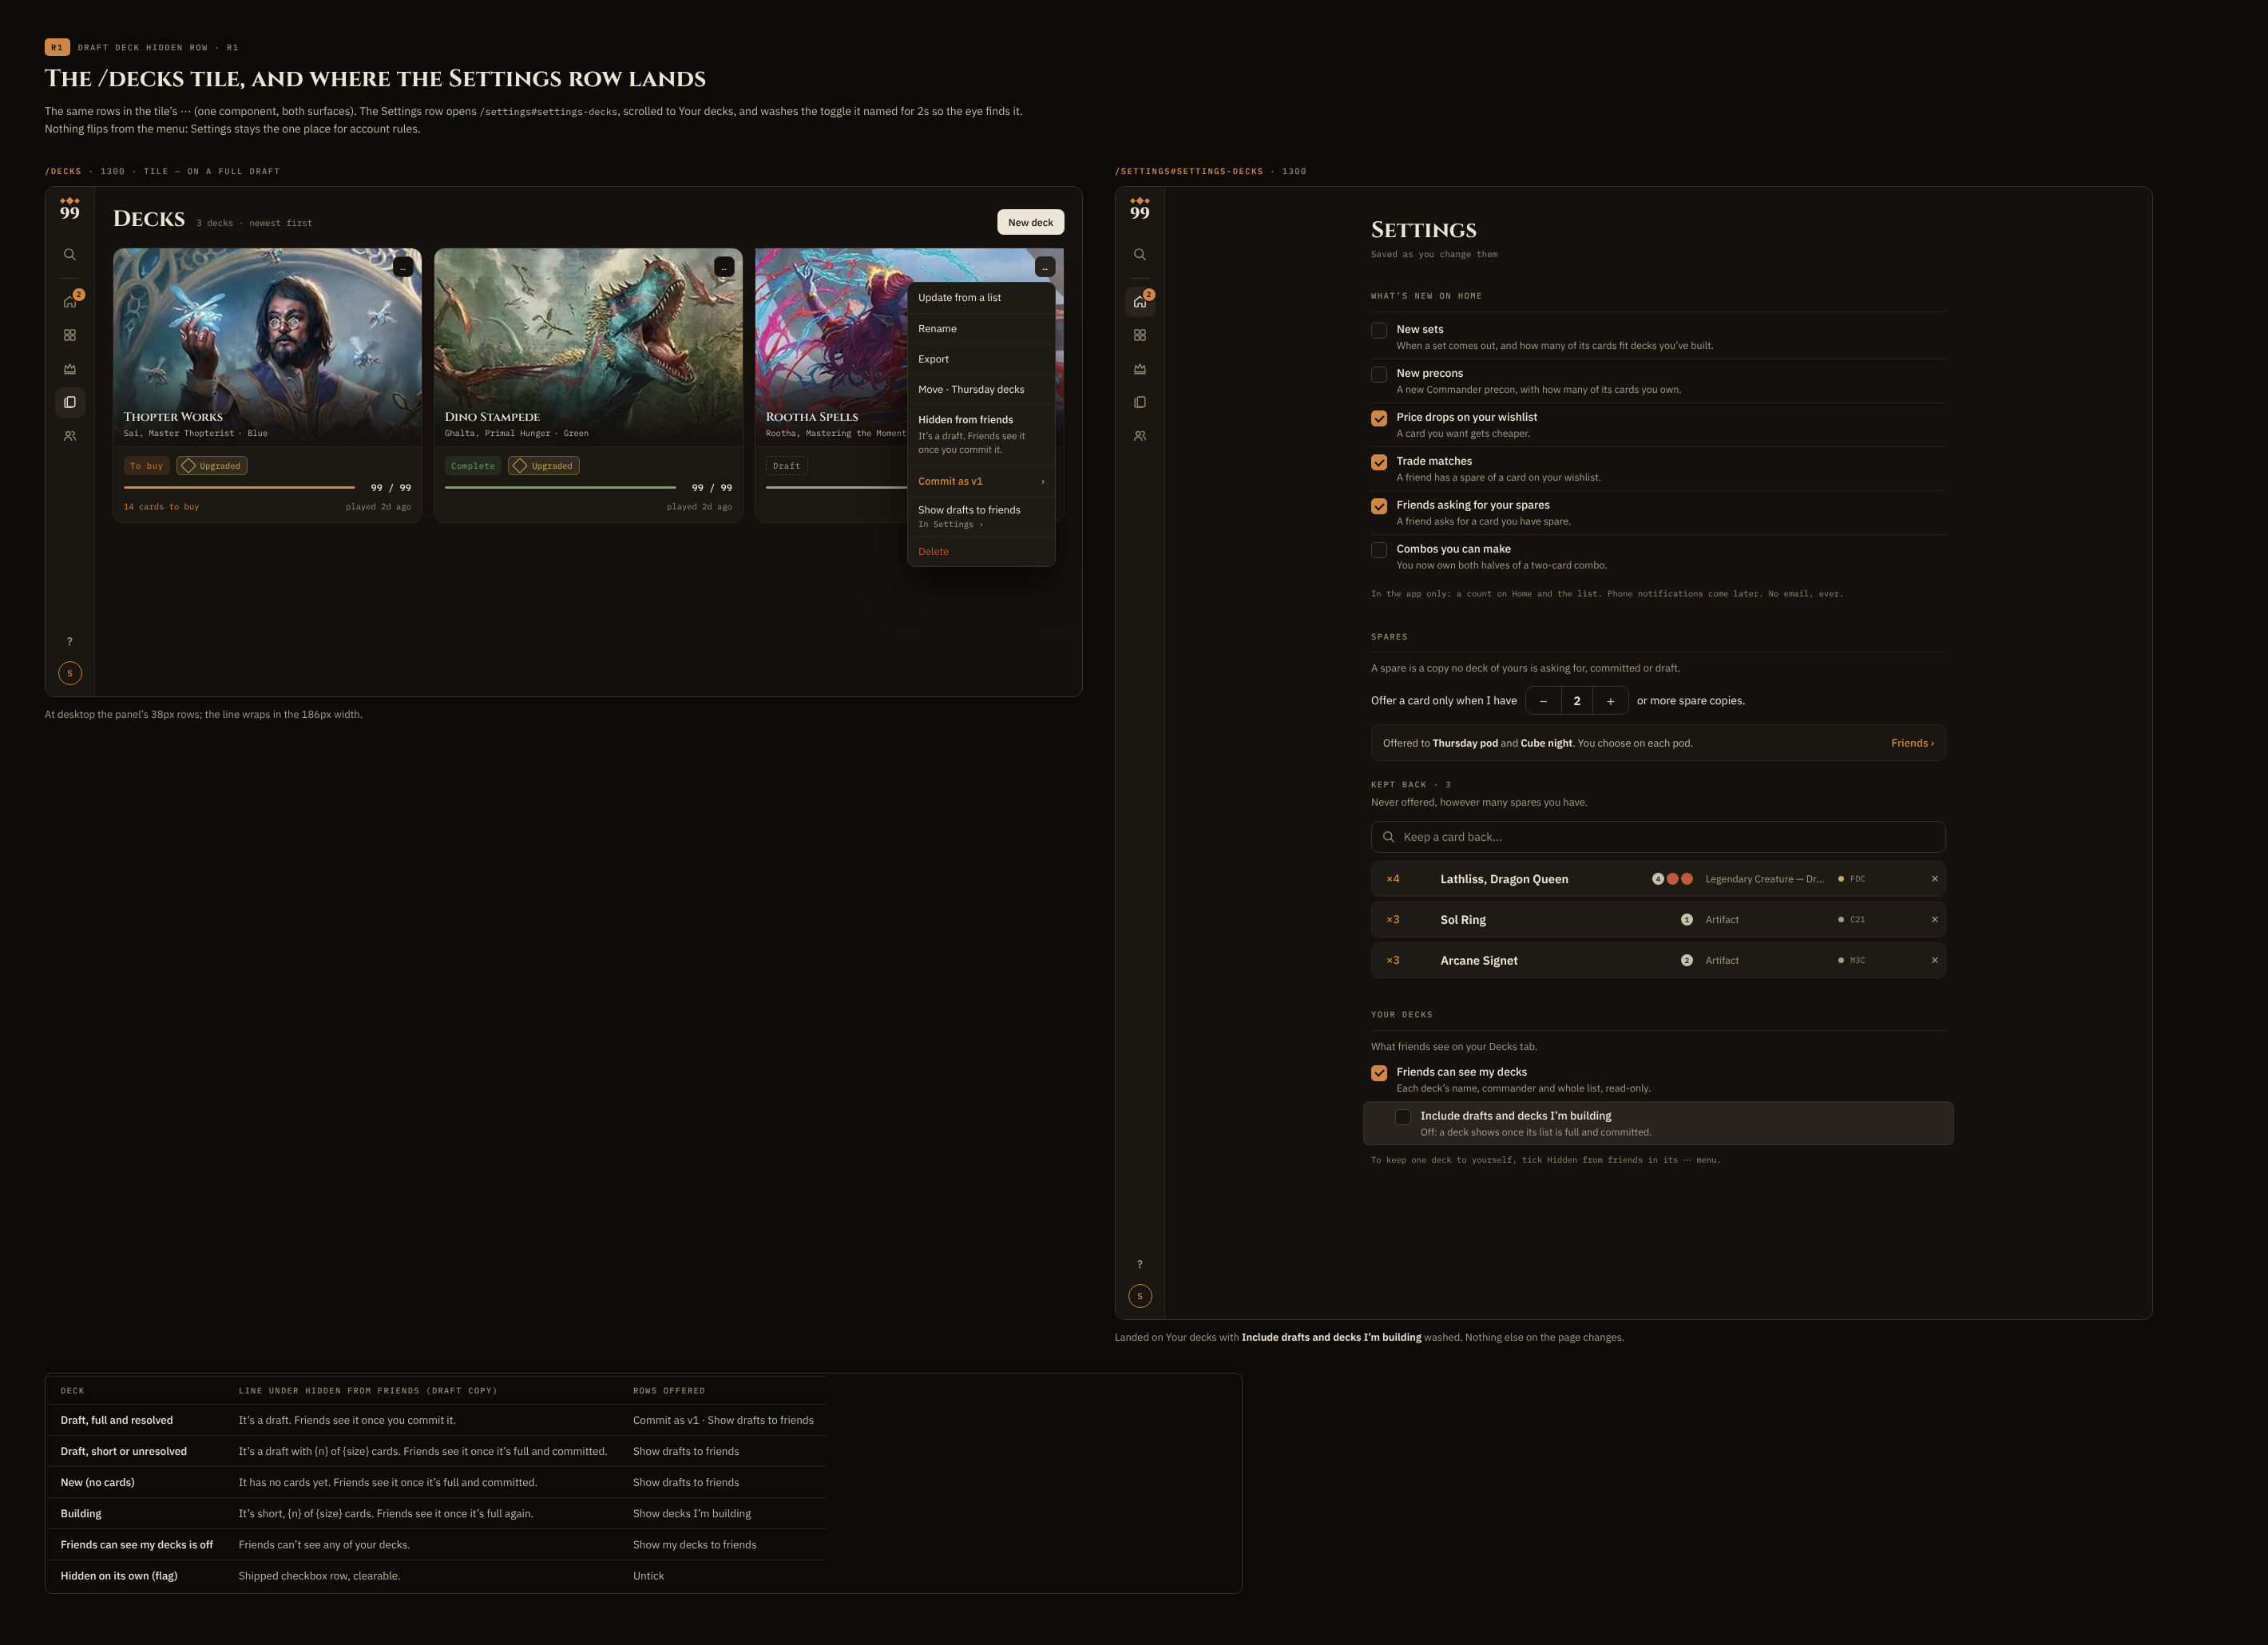 R1 DRAFT DECK HIDDEN ROW · R1
The /decks tile, and where the Settings row lands
The same rows in the tile's ··· (one component, both surfaces). The Settings row opens /settings#settings-decks, scrolled to Your decks, and washes the toggle it named for 2s so the eye finds it.
Nothing flips from the menu: Settings stays the one place for account rules.
/DECKS · 1300 · TILE ⋯ ON A FULL DRAFT
99
2
?
S
Decks 3 decks · newest first
New deck
Thopter Works
Sai, Master Thopterist · Blue
To buy
Upgraded
99 / 99
14 cards to buy
played 2d ago
Dino Stampede
Ghalta, Primal Hunger · Green
Complete
Upgraded
99 / 99
played 2d ago
Rootha Spells
Rootha, Mastering the Moment
Draft
Update from a list
Rename
Export
Move · Thursday decks
Hidden from friends
It's a draft. Friends see it
once you commit it.
Commit as v1 ›
Show drafts to friends
In Settings ›
Delete
At desktop the panel's 38px rows; the line wraps in the 186px width.
/SETTINGS#SETTINGS-DECKS · 1300
99
2
?
S
Settings
Saved as you change them
WHAT'S NEW ON HOME
New sets
When a set comes out, and how many of its cards fit decks you've built.
New precons
A new Commander precon, with how many of its cards you own.
Price drops on your wishlist
A card you want gets cheaper.
Trade matches
A friend has a spare of a card on your wishlist.
Friends asking for your spares
A friend asks for a card you have spare.
Combos you can make
You now own both halves of a two-card combo.
In the app only: a count on Home and the list. Phone notifications come later. No email, ever.
SPARES
A spare is a copy no deck of yours is asking for, committed or draft.
Offer a card only when I have − 2 + or more spare copies.
Offered to Thursday pod and Cube night. You choose on each pod. Friends ›
KEPT BACK · 3
Never offered, however many spares you have.
Keep a card back…
×4 Lathliss, Dragon Queen 4 Legendary Creature — Dr… FDC ×
×3 Sol Ring 1 Artifact C21 ×
×3 Arcane Signet 2 Artifact M3C ×
YOUR DECKS
What friends see on your Decks tab.
Friends can see my decks
Each deck's name, commander and whole list, read-only.
Include drafts and decks I'm building
Off: a deck shows once its list is full and committed.
To keep one deck to yourself, tick Hidden from friends in its ⋯ menu.
Landed on Your decks with Include drafts and decks I'm building washed. Nothing else on the page changes.
DECK LINE UNDER HIDDEN FROM FRIENDS (DRAFT COPY) ROWS OFFERED
Draft, full and resolved It's a draft. Friends see it once you commit it. Commit as v1 · Show drafts to friends
Draft, short or unresolved It's a draft with {n} of {size} cards. Friends see it once it's full and committed. Show drafts to friends
New (no cards) It has no cards yet. Friends see it once it's full and committed. Show drafts to friends
Building It's short, {n} of {size} cards. Friends see it once it's full again. Show decks I'm building
Friends can see my decks is off Friends can't see any of your decks. Show my decks to friends
Hidden on its own (flag) Shipped checkbox row, clearable. Untick